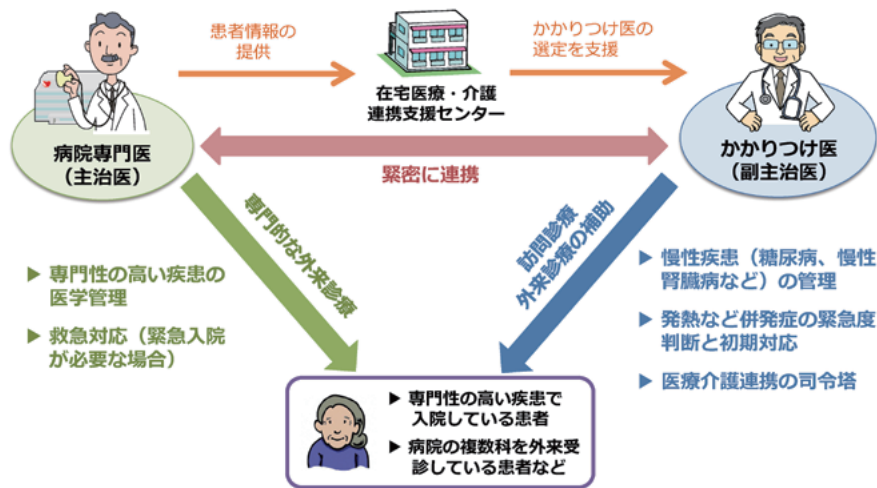 患者情報の
提供
かかりつけ医の
選定を支援
在宅医療・介護
連携支援センター
病院専門医
(主治医)
かかりつけ医
(副主治医)
緊密に連携
専門的な外来診療
訪問診療
外来診療の補助
▶ 専門性の高い疾患の
医学管理
▶ 救急対応(緊急入院
が必要な場合)
▶ 慢性疾患(糖尿病、慢性
腎臓病など)の管理
▶ 発熱など併発症の緊急度
判断と初期対応
▶ 医療介護連携の司令塔
▶ 専門性の高い疾患で
入院している患者
▶ 病院の複数科を外来受
診している患者など